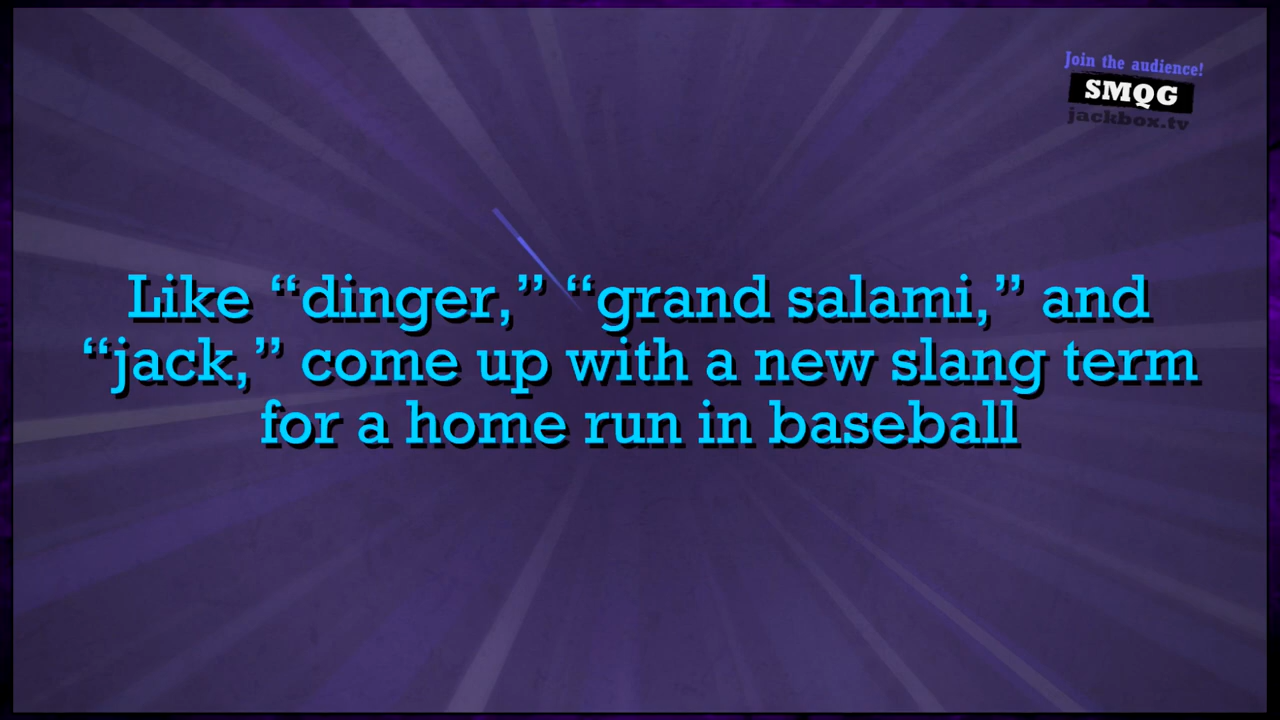 Join the audience!
SMQG
jackbox.tv
Like “dinger,” “grand salami,” and
“jack,” come up with a new slang term
for a home run in baseball